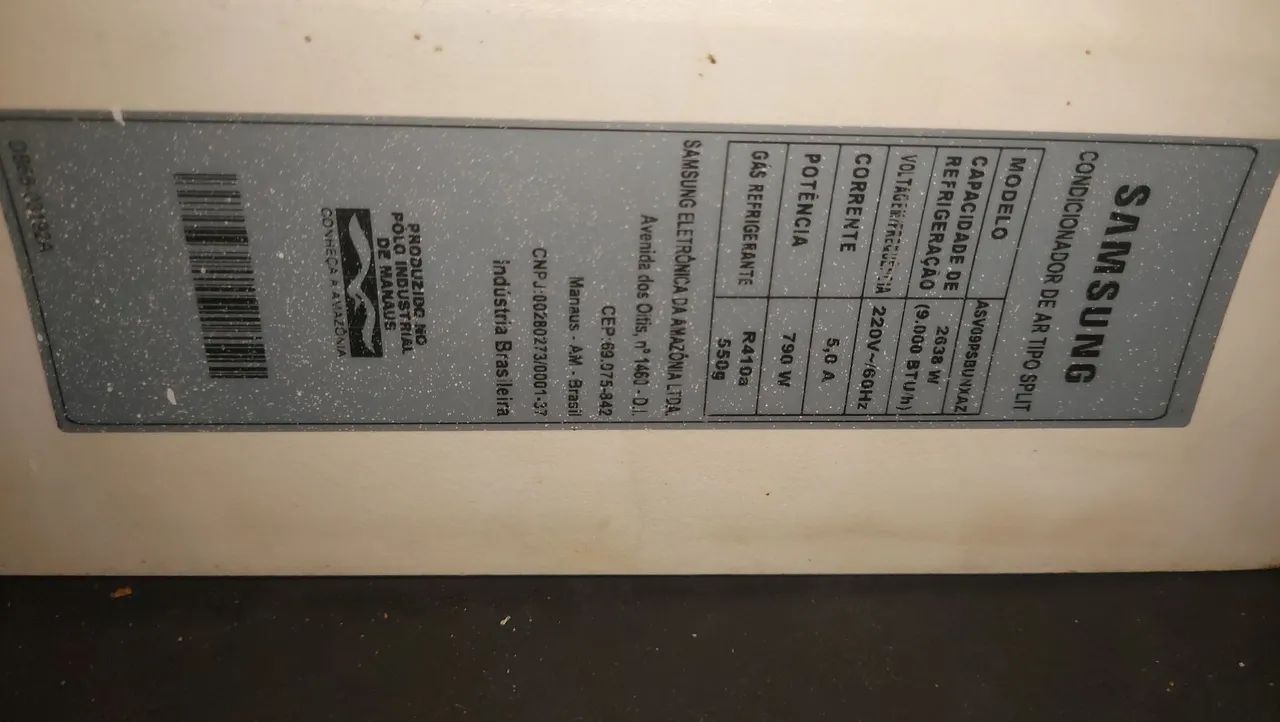 SAMSUNG
CONDICIONADOR DE AR TIPO SPLIT
MODELO ASV09PSBUNXAZ
CAPACIDADE DE REFRIGERAÇÃO 2638 W (9.000 BTU/h)
VOLTAGEM/FREQUÊNCIA 220V~/60Hz
CORRENTE 5,0 A
POTÊNCIA 790 W
GÁS REFRIGERANTE R410a 550g
SAMSUNG ELETRÔNICA DA AMAZÔNIA LTDA.
Avenida dos Oitis, nº 1460 - D.I.
CEP:69.075-842
Manaus - AM - Brasil
CNPJ:00280273/0001-37
Indústria Brasileira
PRODUZIDO NO
POLO INDUSTRIAL
DE MANAUS
CONHEÇA A AMAZÔNIA